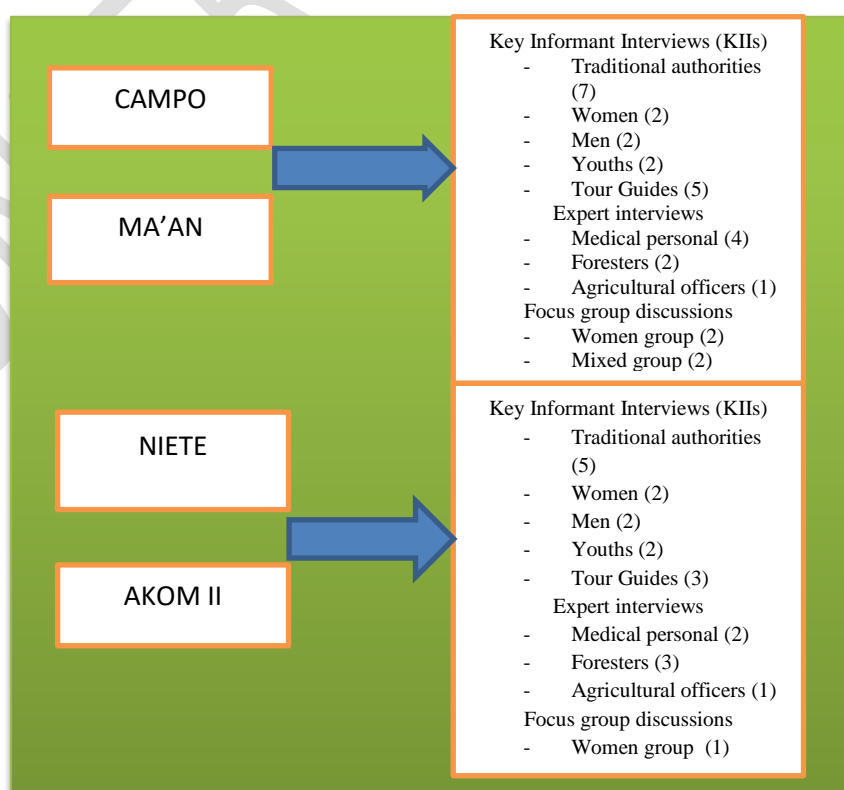 CAMPO
MA'AN
Key Informant Interviews (KIIs)
- Traditional authorities
(7)
- Women (2)
- Men (2)
- Youths (2)
- Tour Guides (5)
Expert interviews
- Medical personal (4)
- Foresters (2)
- Agricultural officers (1)
Focus group discussions
- Women group (2)
- Mixed group (2)
NIETE
AKOM II
Key Informant Interviews (KIIs)
- Traditional authorities
(5)
- Women (2)
- Men (2)
- Youths (2)
- Tour Guides (3)
Expert interviews
- Medical personal (2)
- Foresters (3)
- Agricultural officers (1)
Focus group discussions
- Women group (1)